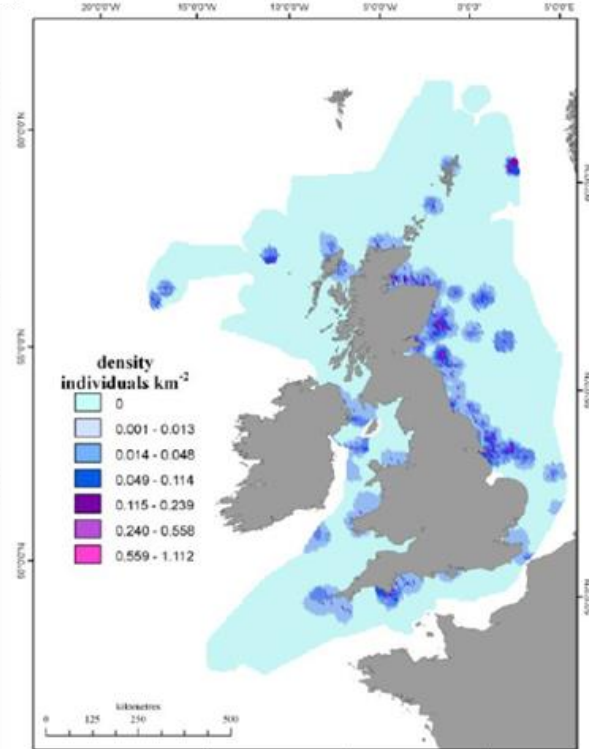 20°0'0"W 15°0'0"W 10°0'0"W 5°0'0"W 0°0'0" 5°0'0"E
density
individuals km⁻²
0
0.001 - 0.013
0.014 - 0.048
0.049 - 0.114
0.115 - 0.239
0.240 - 0.558
0.559 - 1.112
kilometres
0 125 250 500